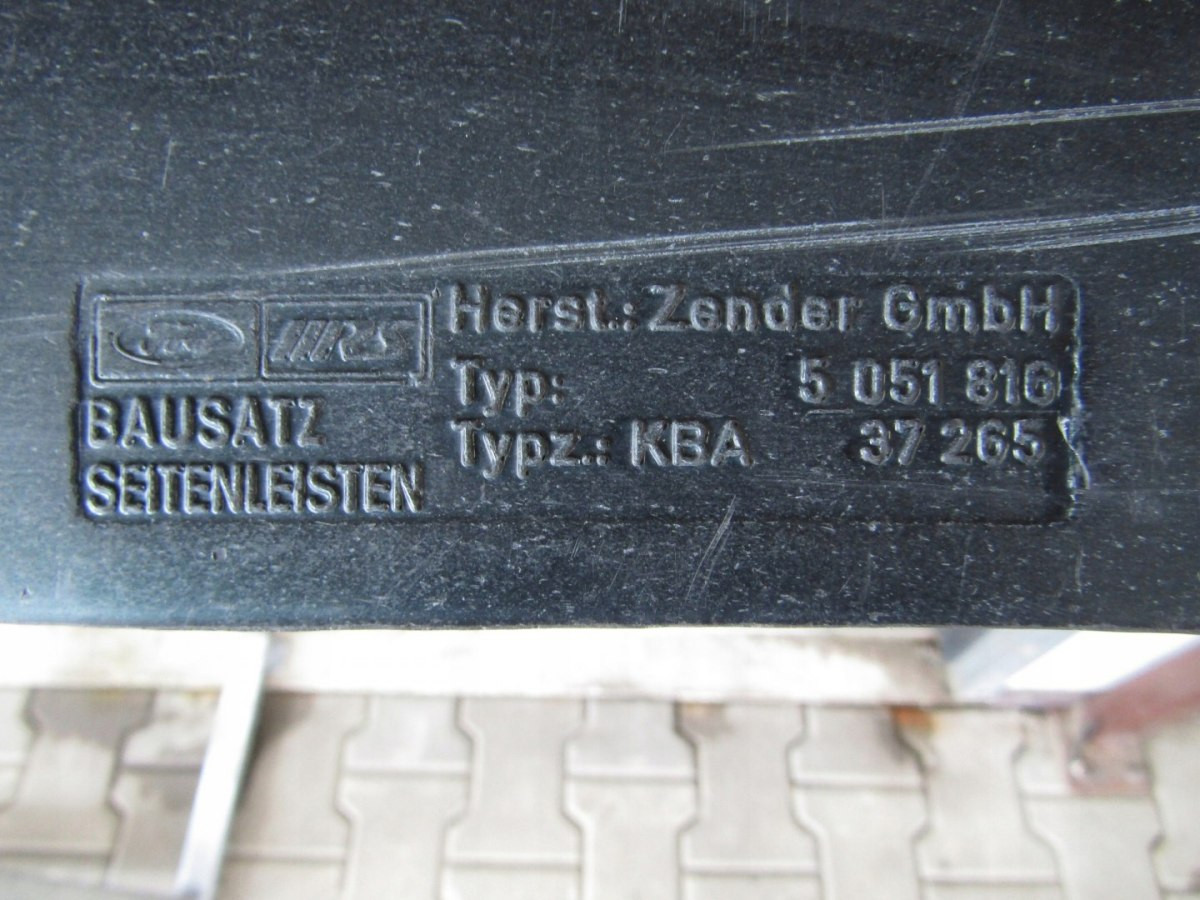 Ford RS
BAUSATZ
SEITENLEISTEN
Herst.: Zender GmbH
Typ: 5 051 816
Typz.: KBA 37 265